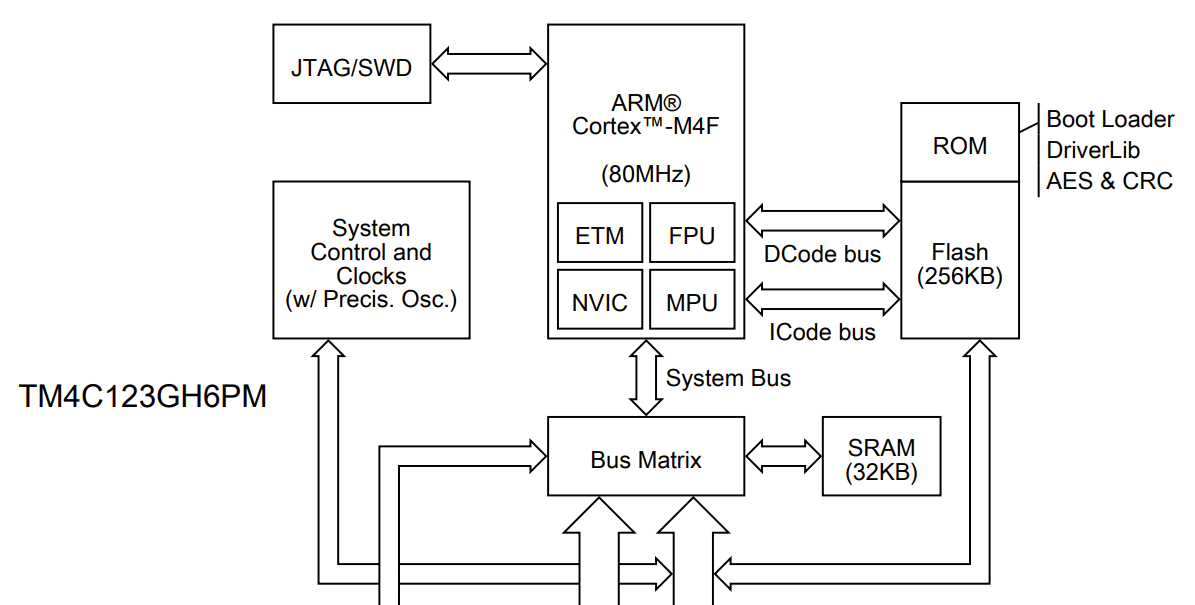 JTAG/SWD
ARM®
Cortex™-M4F
(80MHz)
ETM
FPU
NVIC
MPU
ROM
Boot Loader
DriverLib
AES & CRC
System
Control and
Clocks
(w/ Precis. Osc.)
DCode bus
Flash
(256KB)
ICode bus
System Bus
TM4C123GH6PM
Bus Matrix
SRAM
(32KB)